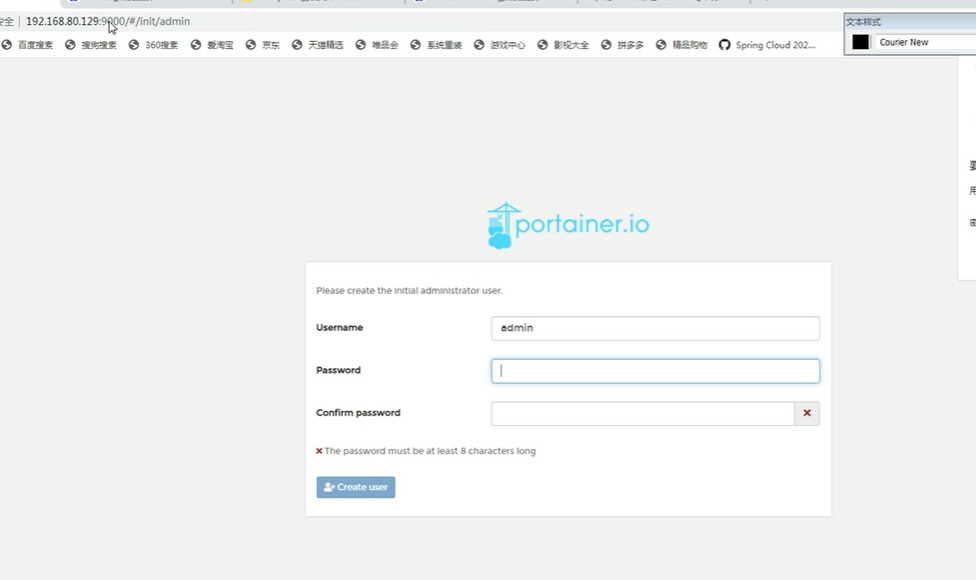 安全 192.168.80.129:9000/#/init/admin
文本样式
百度搜索 搜狗搜索 360搜索 爱淘宝 京东 天猫精选 唯品会 系统重装 游戏中心 影视大全 拼多多 精品购物 Spring Cloud 202...
Courier New
要
用
密
portainer.io
Please create the initial administrator user.
Username admin
Password
Confirm password
The password must be at least 8 characters long
Create user